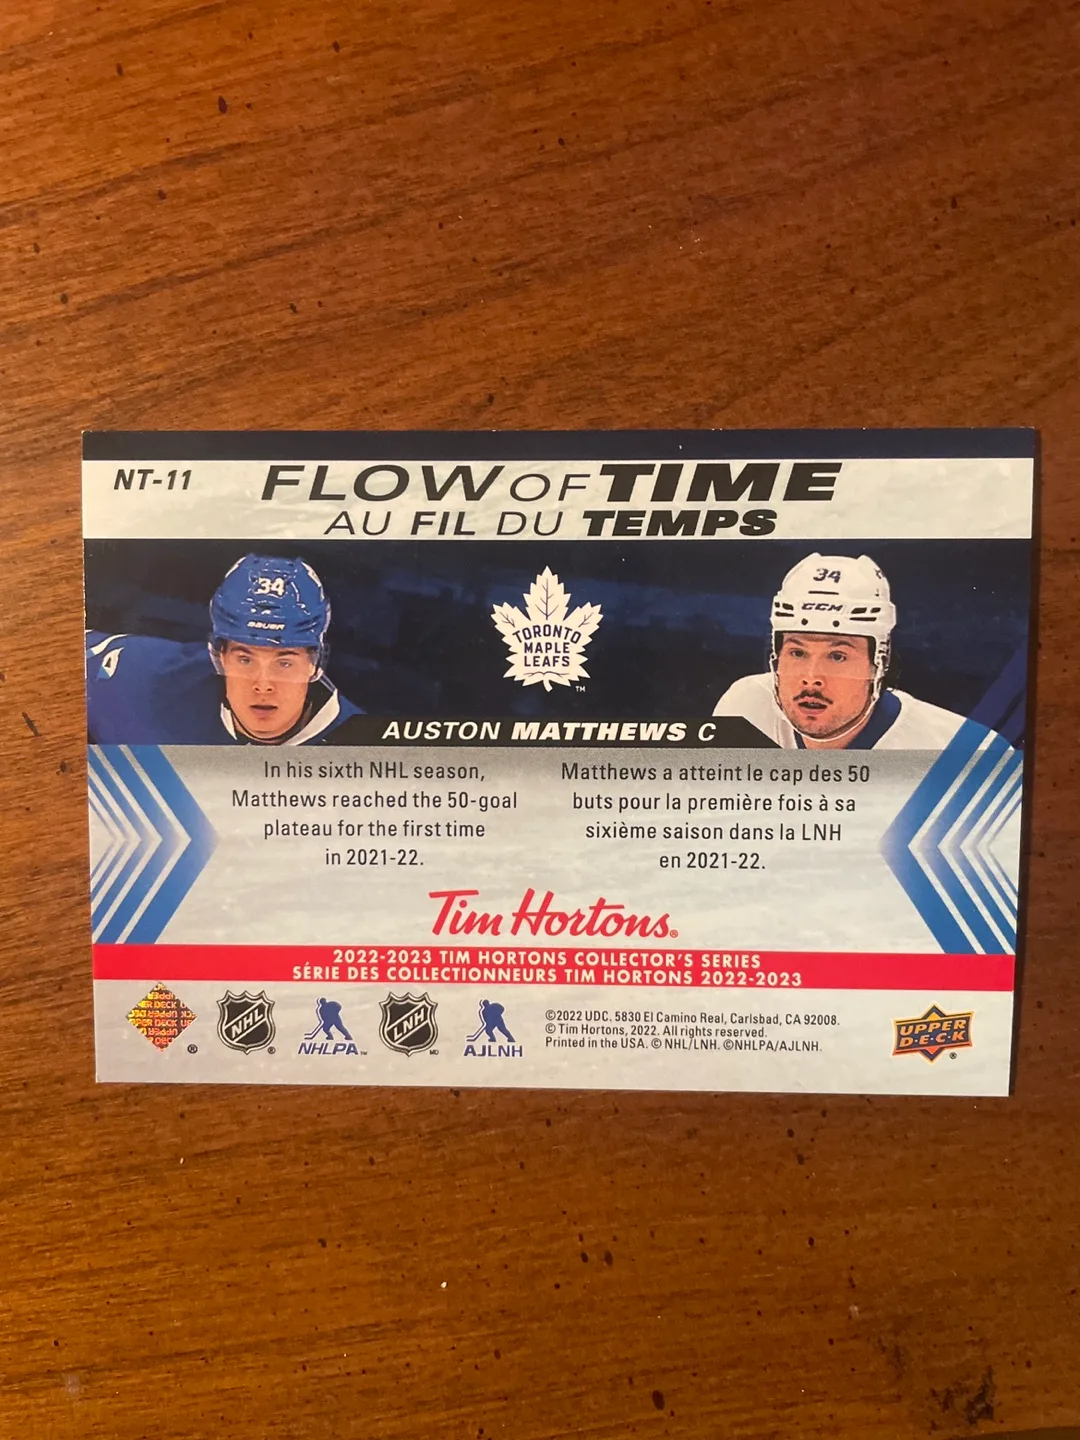 NT-11
FLOW OF TIME
AU FIL DU TEMPS
34
BAUER
34
CCM
TORONTO
MAPLE
LEAFS
TM
AUSTON MATTHEWS C
In his sixth NHL season,
Matthews reached the 50-goal
plateau for the first time
in 2021-22.
Matthews a atteint le cap des 50
buts pour la première fois à sa
sixième saison dans la LNH
en 2021-22.
Tim Hortons®
2022-2023 TIM HORTONS COLLECTOR'S SERIES
SÉRIE DES COLLECTIONNEURS TIM HORTONS 2022-2023
UPPER DECK
®
NHL
®
NHLPA™
LNH
MD
AJLNH
©2022 UDC. 5830 El Camino Real, Carlsbad, CA 92008.
© Tim Hortons, 2022. All rights reserved.
Printed in the USA. © NHL/LNH. ©NHLPA/AJLNH.
UPPER
D·E·C·K
®